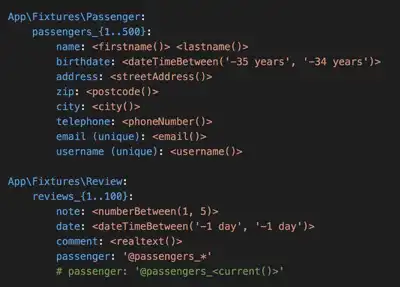 App\Fixtures\Passenger:
passengers_{1..500}:
name: <firstname()> <lastname()>
birthdate: <dateTimeBetween('-35 years', '-34 years')>
address: <streetAddress()>
zip: <postcode()>
city: <city()>
telephone: <phoneNumber()>
email (unique): <email()>
username (unique): <username()>
App\Fixtures\Review:
reviews_{1..100}:
note: <numberBetween(1, 5)>
date: <dateTimeBetween('-1 day', '-1 day')>
comment: <realtext()>
passenger: '@passengers_*'
# passenger: '@passengers_<current()>'